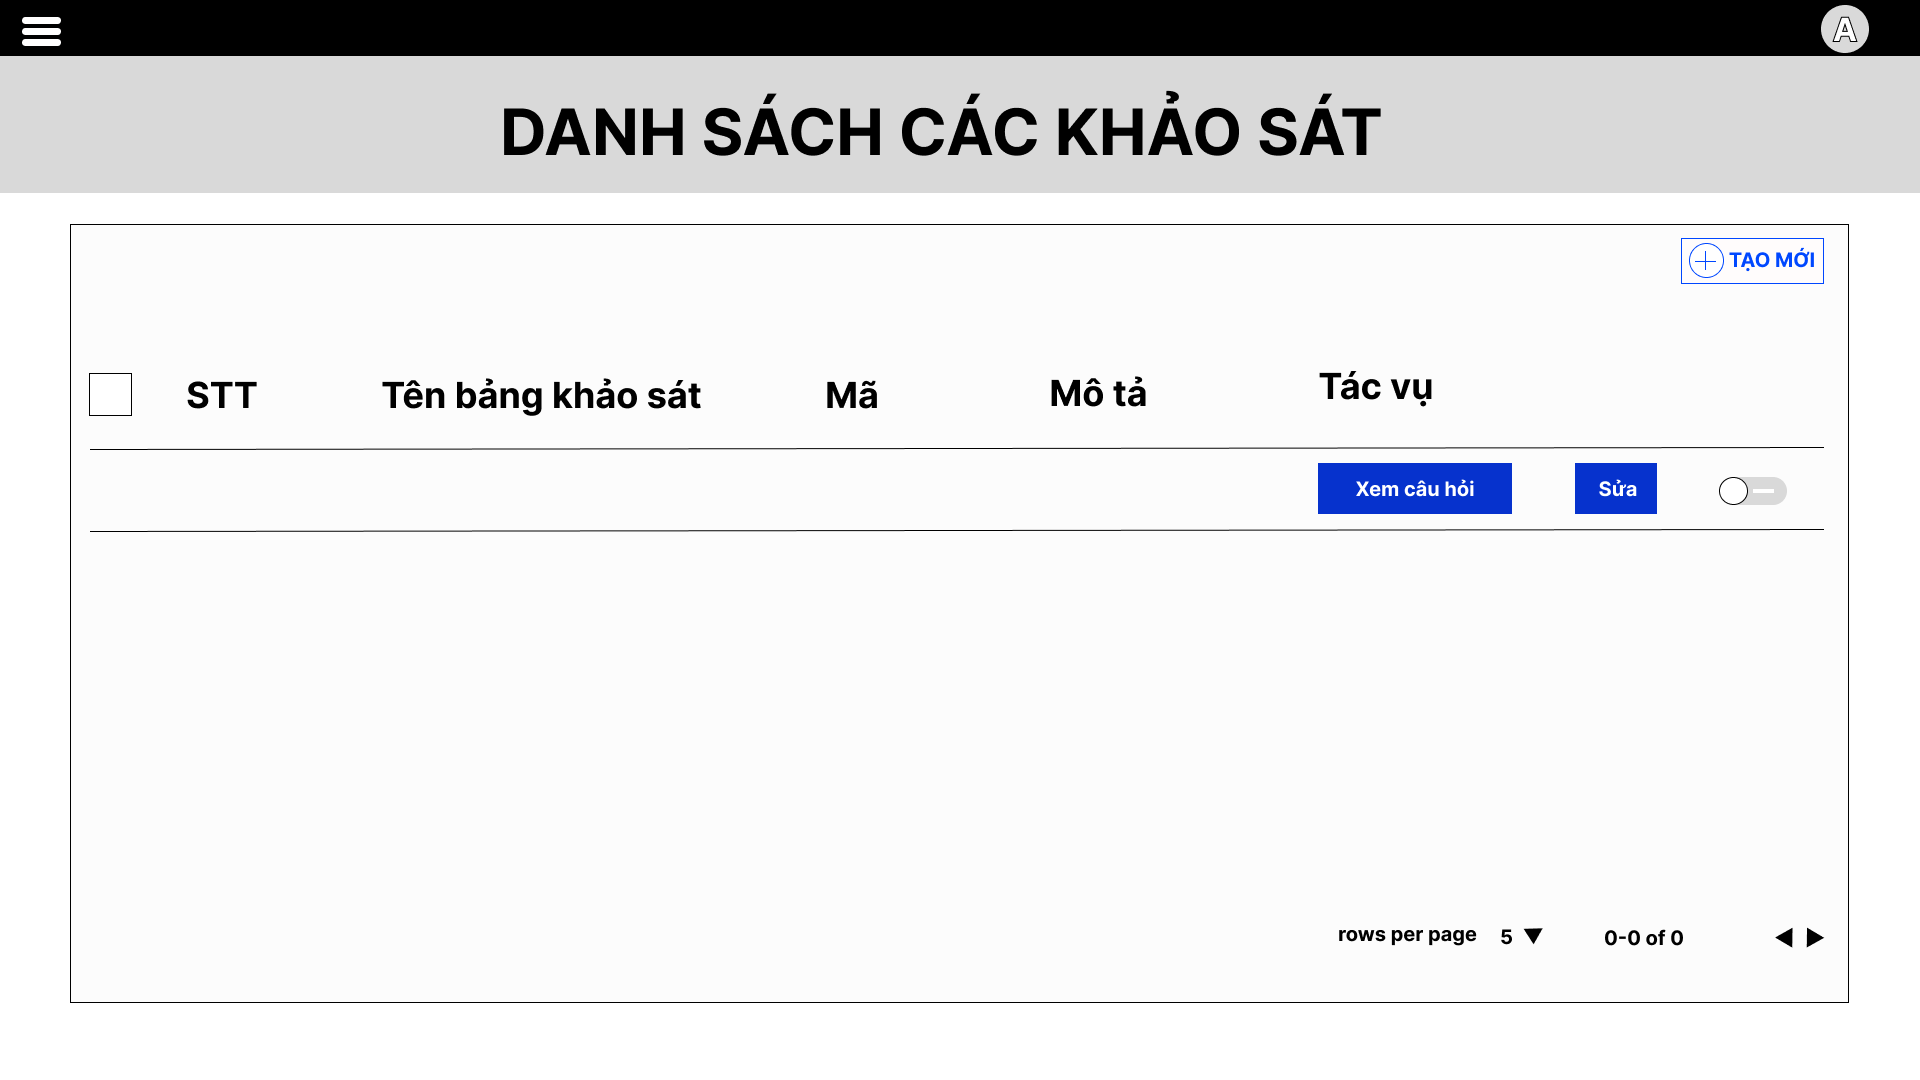 A
DANH SÁCH CÁC KHẢO SÁT
TẠO MỚI
STT Tên bảng khảo sát Mã Mô tả Tác vụ
Xem câu hỏi Sửa
rows per page 5 0-0 of 0